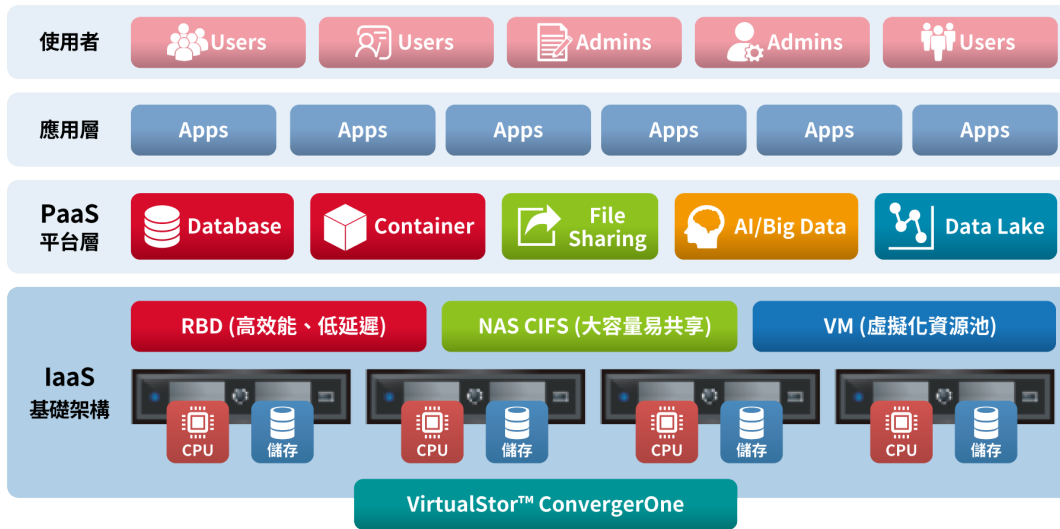 使用者
Users
Users
Admins
Admins
Users
應用層
Apps
Apps
Apps
Apps
Apps
Apps
PaaS
平台層
Database
Container
File
Sharing
AI/Big Data
Data Lake
IaaS
基礎架構
RBD (高效能、低延遲)
NAS CIFS (大容量易共享)
VM (虛擬化資源池)
CPU
儲存
CPU
儲存
CPU
儲存
CPU
儲存
VirtualStor™ ConvergerOne